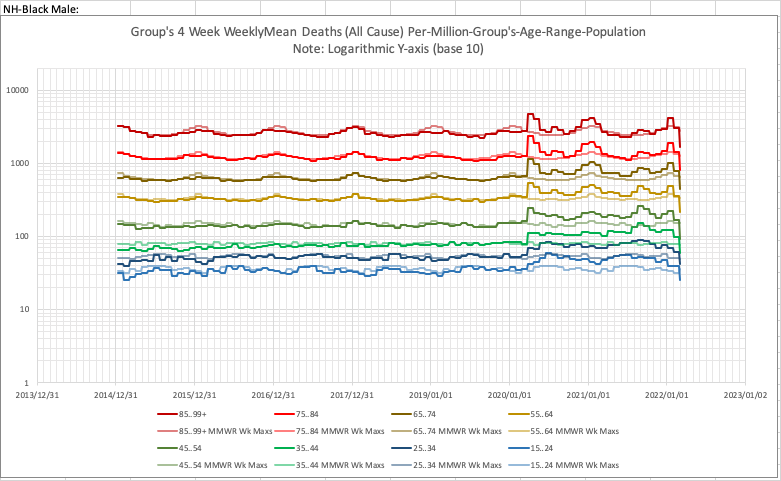 NH-Black Male:
Group's 4 Week WeeklyMean Deaths (All Cause) Per-Million-Group's-Age-Range-Population
Note: Logarithmic Y-axis (base 10)
10000
1000
100
10
1
2013/12/31 2014/12/31 2015/12/31 2016/12/31 2017/12/31 2019/01/01 2020/01/01 2021/01/01 2022/01/01 2023/01/02
85..99+ 75..84 65..74 55..64
85..99+ MMWR Wk Maxs 75..84 MMWR Wk Maxs 65..74 MMWR Wk Maxs 55..64 MMWR Wk Maxs
45..54 35..44 25..34 15..24
45..54 MMWR Wk Maxs 35..44 MMWR Wk Maxs 25..34 MMWR Wk Maxs 15..24 MMWR Wk Maxs